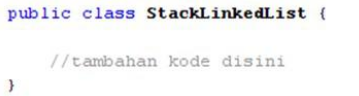 public class StackLinkedList {
//tambahan kode disini
}